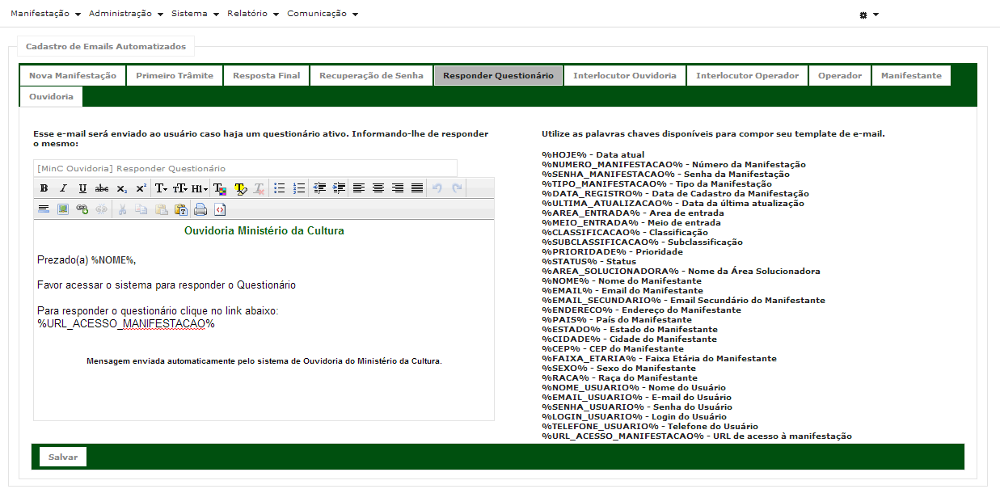 Manifestação Administração Sistema Relatório Comunicação
Cadastro de Emails Automatizados
Nova Manifestação Primeiro Trâmite Resposta Final Recuperação de Senha Responder Questionário Interlocutor Ouvidoria Interlocutor Operador Operador Manifestante
Ouvidoria
Esse e-mail será enviado ao usuário caso haja um questionário ativo. Informando-lhe de responder
o mesmo:
[MinC Ouvidoria] Responder Questionário
B I U abc x₂ x² T TT H1 T
Ouvidoria Ministério da Cultura
Prezado(a) %NOME%,
Favor acessar o sistema para responder o Questionário
Para responder o questionário clique no link abaixo:
%URL_ACESSO_MANIFESTACAO%
Mensagem enviada automaticamente pelo sistema de Ouvidoria do Ministério da Cultura.
Utilize as palavras chaves disponíveis para compor seu template de e-mail.
%HOJE% - Data atual
%NUMERO_MANIFESTACAO% - Número da Manifestação
%SENHA_MANIFESTACAO% - Senha da Manifestação
%TIPO_MANIFESTACAO% - Tipo da Manifestação
%DATA_REGISTRO% - Data de Cadastro da Manifestação
%ULTIMA_ATUALIZACAO% - Data da última atualização
%AREA_ENTRADA% - Area de entrada
%MEIO_ENTRADA% - Meio de entrada
%CLASSIFICACAO% - Classificação
%SUBCLASSIFICACAO% - Subclassificação
%PRIORIDADE% - Prioridade
%STATUS% - Status
%AREA_SOLUCIONADORA% - Nome da Área Solucionadora
%NOME% - Nome do Manifestante
%EMAIL% - Email do Manifestante
%EMAIL_SECUNDARIO% - Email Secundário do Manifestante
%ENDERECO% - Endereço do Manifestante
%PAIS% - País do Manifestante
%ESTADO% - Estado do Manifestante
%CIDADE% - Cidade do Manifestante
%CEP% - CEP do Manifestante
%FAIXA_ETARIA% - Faixa Etária do Manifestante
%SEXO% - Sexo do Manifestante
%RACA% - Raça do Manifestante
%NOME_USUARIO% - Nome do Usuário
%EMAIL_USUARIO% - E-mail do Usuário
%SENHA_USUARIO% - Senha do Usuário
%LOGIN_USUARIO% - Login do Usuário
%TELEFONE_USUARIO% - Telefone do Usuário
%URL_ACESSO_MANIFESTACAO% - URL de acesso à manifestação
Salvar